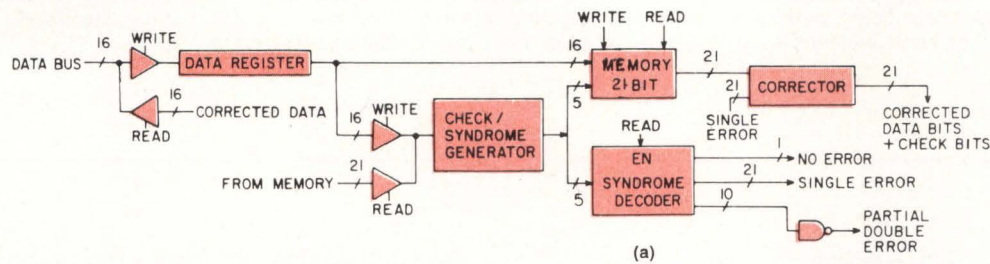 WRITE READ
16
WRITE
DATA BUS
DATA REGISTER
16
MEMORY
21-BIT
5
21
CORRECTOR
21
21
SINGLE
ERROR
CORRECTED
DATA BITS
+ CHECK BITS
16
CORRECTED DATA
READ
16
WRITE
CHECK/
SYNDROME
GENERATOR
21
FROM MEMORY
READ
READ
EN
SYNDROME
DECODER
5
1
NO ERROR
21
SINGLE ERROR
10
PARTIAL
DOUBLE
ERROR
(a)